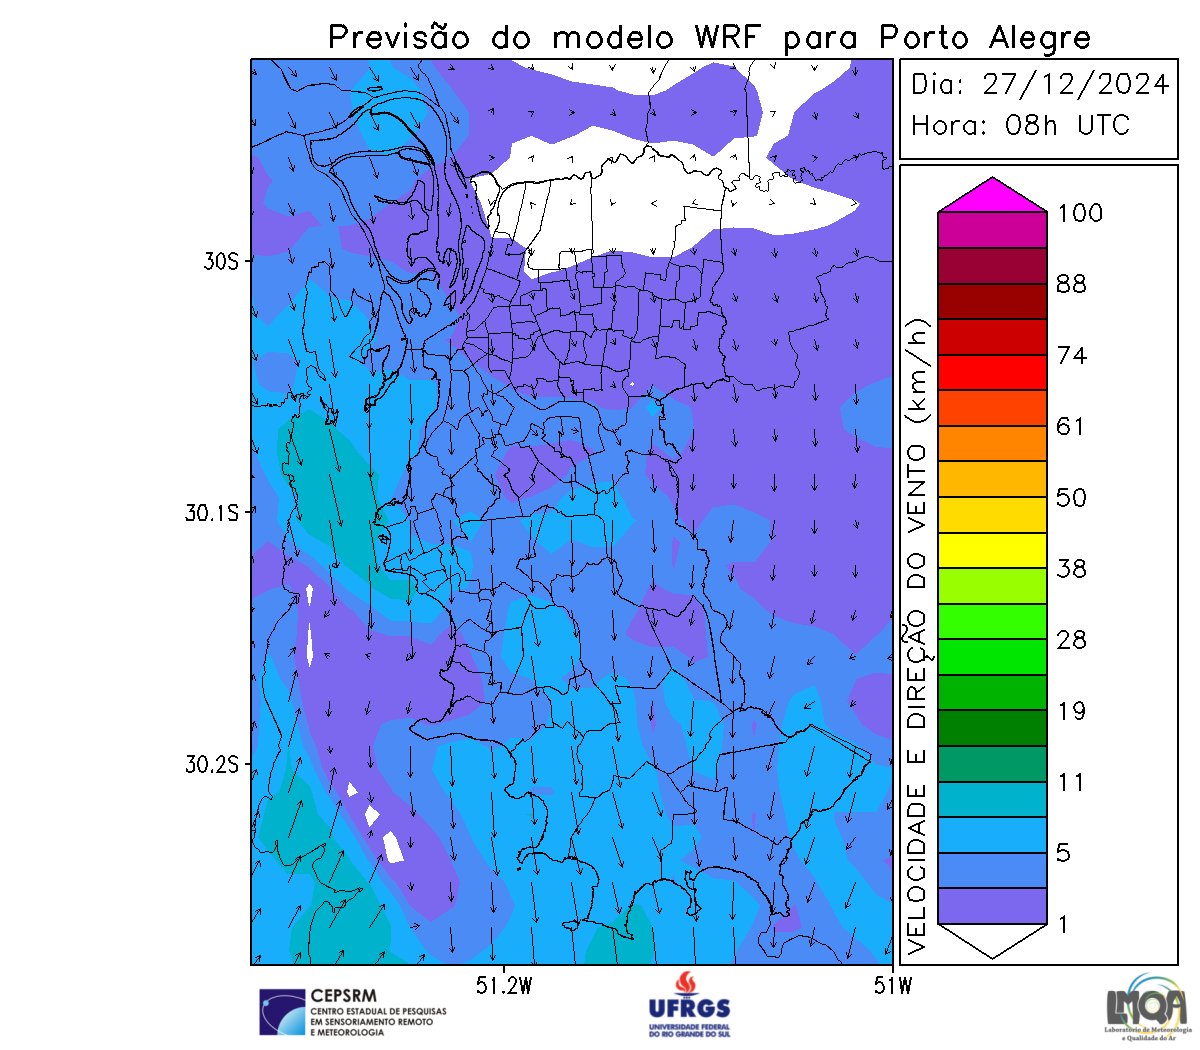 Previsão do modelo WRF para Porto Alegre
Dia: 27/12/2024
Hora: 08h UTC
30S
30.1S
30.2S
51.2W
51W
VELOCIDADE E DIREÇÃO DO VENTO (km/h)
100
88
74
61
50
38
28
19
11
5
1
CEPSRM
CENTRO ESTADUAL DE PESQUISAS
EM SENSORIAMENTO REMOTO
E METEOROLOGIA
UFRGS
UNIVERSIDADE FEDERAL
DO RIO GRANDE DO SUL
LMQA
Laboratório de Meteorologia
e Qualidade do Ar